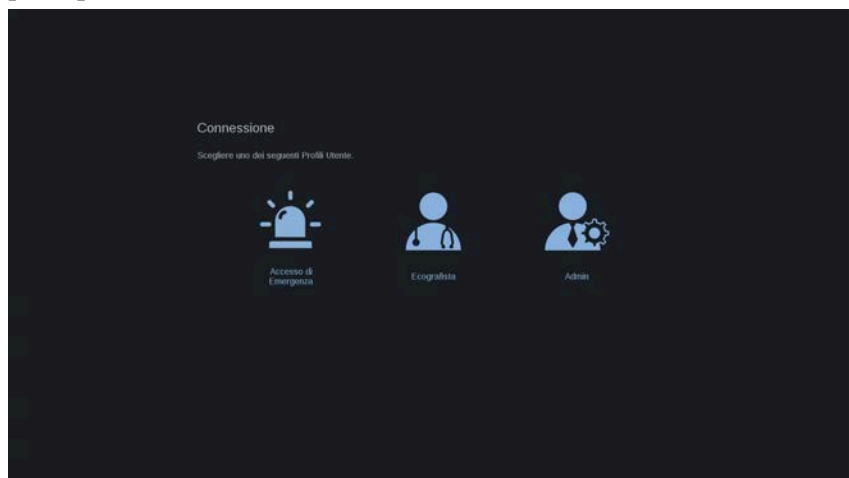 Connessione
Scegliere uno dei seguenti Profili Utente.
Accesso di
Emergenza
Ecografista
Admin